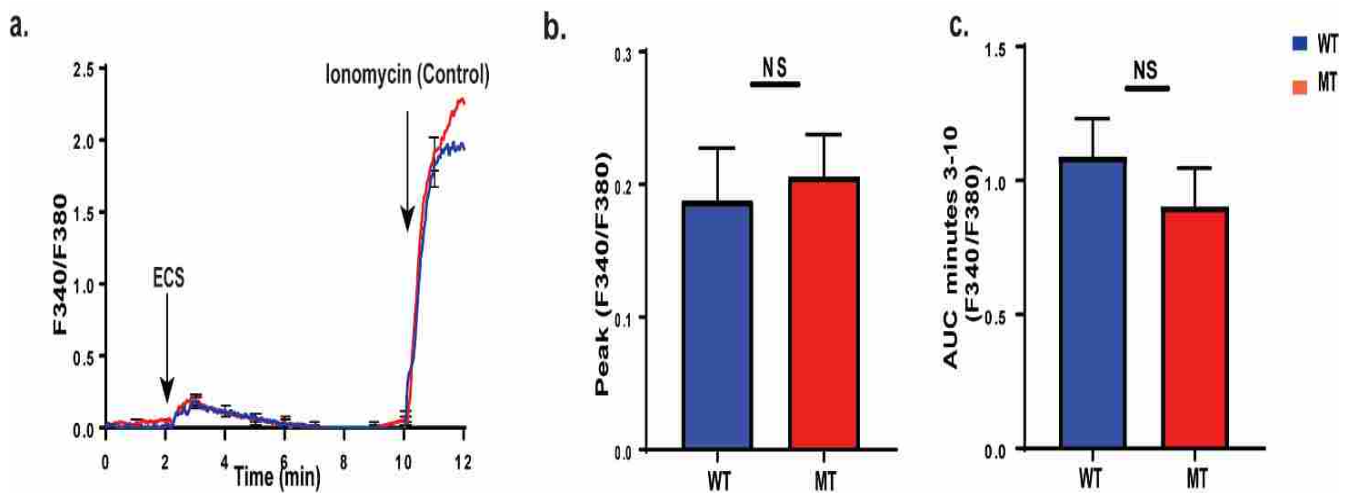 a.
2.5
2.0
1.5
1.0
0.5
0.0
F340/F380
Ionomycin (Control)
ECS
0 2 4 6 8 10 12
Time (min)
b.
0.3
0.2
0.1
0.0
Peak (F340/F380)
NS
WT MT
c.
1.5
1.0
0.5
0.0
AUC minutes 3-10
(F340/F380)
NS
WT MT
WT
MT